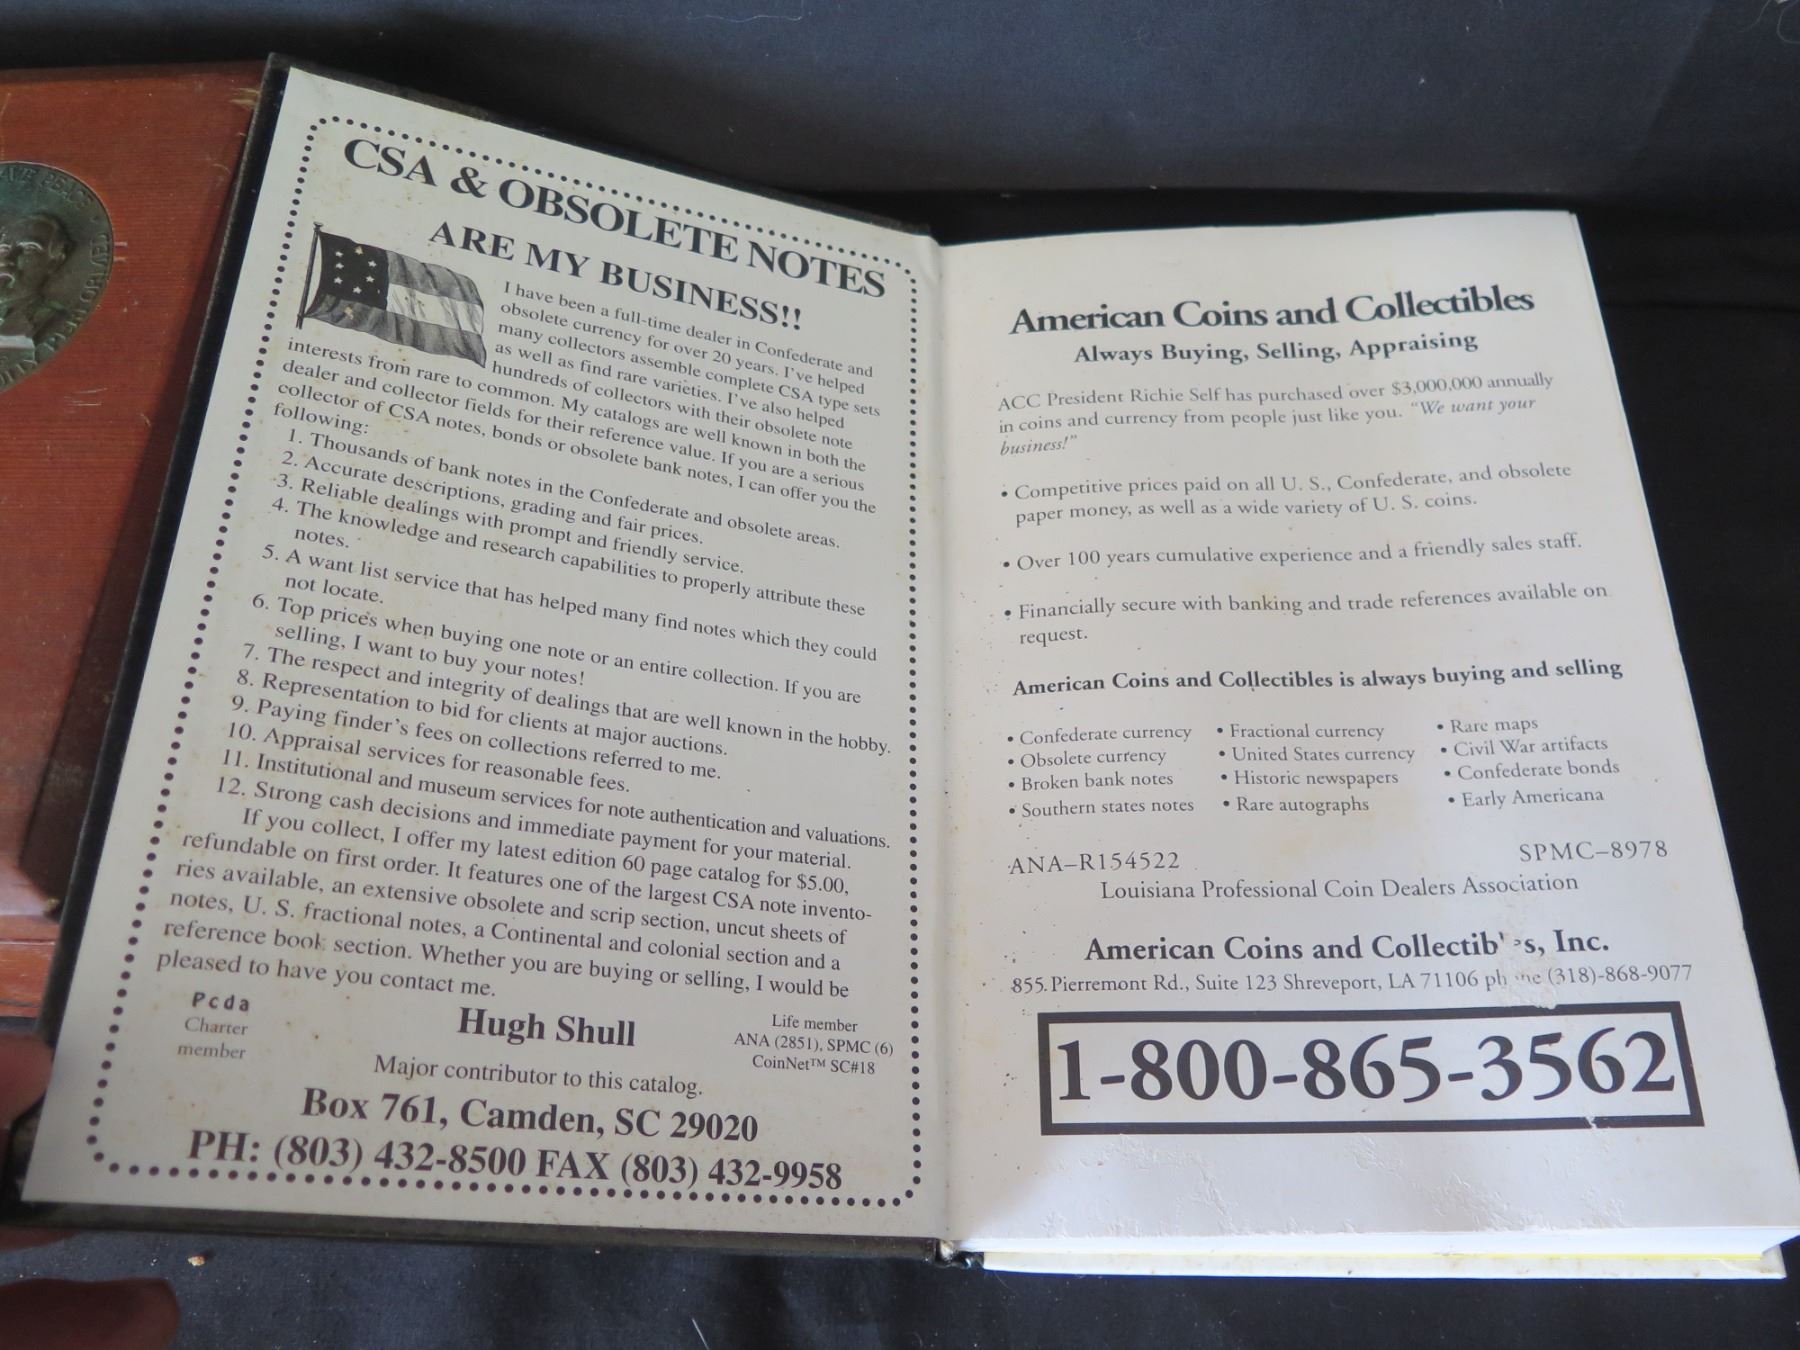 CSA & OBSOLETE NOTES
ARE MY BUSINESS!!
I have been a full-time dealer in Confederate and
obsolete currency for over 20 years. I've helped
many collectors assemble complete CSA type sets
as well as find rare varieties. I've also helped
hundreds of collectors with their obsolete note
interests from rare to common. My catalogs are well known in both the
dealer and collector fields for their reference value. If you are a serious
collector of CSA notes, bonds or obsolete bank notes, I can offer you the
following:
1. Thousands of bank notes in the Confederate and obsolete areas.
2. Accurate descriptions, grading and fair prices.
3. Reliable dealings with prompt and friendly service.
4. The knowledge and research capabilities to properly attribute these
notes.
5. A want list service that has helped many find notes which they could
not locate.
6. Top prices when buying one note or an entire collection. If you are
selling, I want to buy your notes!
7. The respect and integrity of dealings that are well known in the hobby.
8. Representation to bid for clients at major auctions.
9. Paying finder's fees on collections referred to me.
10. Appraisal services for reasonable fees.
11. Institutional and museum services for note authentication and valuations.
12. Strong cash decisions and immediate payment for your material.
If you collect, I offer my latest edition 60 page catalog for $5.00,
refundable on first order. It features one of the largest CSA note invento-
ries available, an extensive obsolete and scrip section, uncut sheets of
notes, U. S. fractional notes, a Continental and colonial section and a
reference book section. Whether you are buying or selling, I would be
pleased to have you contact me.
Pcda
Charter
member
Hugh Shull
Life member
ANA (2851), SPMC (6)
CoinNet™ SC#18
Major contributor to this catalog.
Box 761, Camden, SC 29020
PH: (803) 432-8500 FAX (803) 432-9958
American Coins and Collectibles
Always Buying, Selling, Appraising
ACC President Richie Self has purchased over $3,000,000 annually
in coins and currency from people just like you. "We want your
business!"
• Competitive prices paid on all U. S., Confederate, and obsolete
paper money, as well as a wide variety of U. S. coins.
• Over 100 years cumulative experience and a friendly sales staff.
• Financially secure with banking and trade references available on
request.
American Coins and Collectibles is always buying and selling
• Confederate currency • Fractional currency • Rare maps
• Obsolete currency • United States currency • Civil War artifacts
• Broken bank notes • Historic newspapers • Confederate bonds
• Southern states notes • Rare autographs • Early Americana
ANA–R154522 SPMC–8978
Louisiana Professional Coin Dealers Association
American Coins and Inc.
855 Pierremont Rd., Suite 123 Shreveport, LA 71106 (318)-868-9077
1-800-865-3562